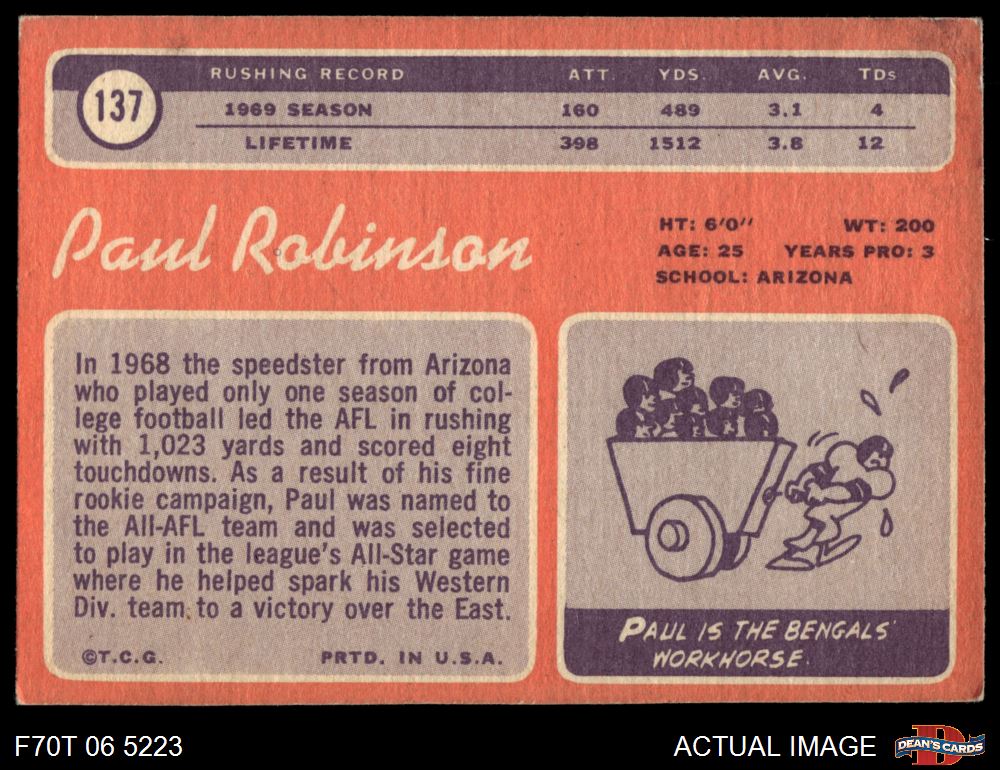 137
RUSHING RECORD ATT. YDS. AVG. TDs
1969 SEASON 160 489 3.1 4
LIFETIME 398 1512 3.8 12
Paul Robinson
HT: 6'0" WT: 200
AGE: 25 YEARS PRO: 3
SCHOOL: ARIZONA
In 1968 the speedster from Arizona
who played only one season of col-
lege football led the AFL in rushing
with 1,023 yards and scored eight
touchdowns. As a result of his fine
rookie campaign, Paul was named to
the All-AFL team and was selected
to play in the league's All-Star game
where he helped spark his Western
Div. team to a victory over the East.
©T.C.G. PRTD. IN U.S.A.
PAUL IS THE BENGALS'
WORKHORSE.
F70T 06 5223
ACTUAL IMAGE
D
DEAN'S CARDS